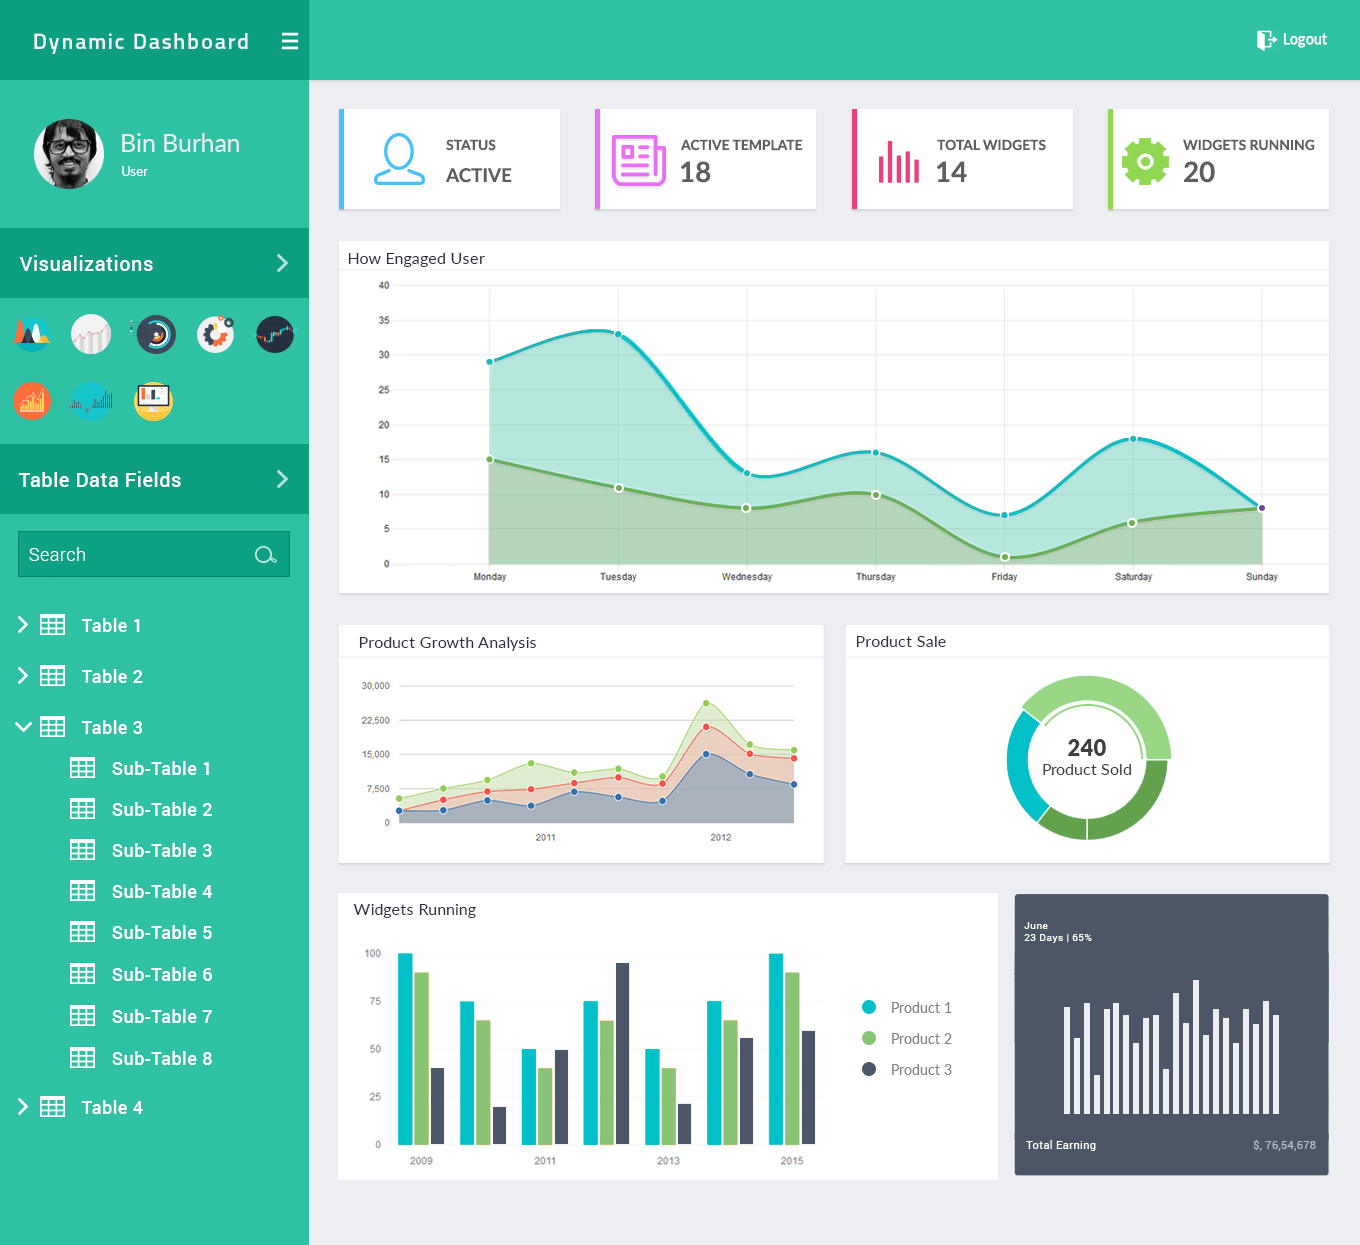 Dynamic Dashboard
Logout
Bin Burhan
User
Visualizations
Table Data Fields
Search
Table 1
Table 2
Table 3
Sub-Table 1
Sub-Table 2
Sub-Table 3
Sub-Table 4
Sub-Table 5
Sub-Table 6
Sub-Table 7
Sub-Table 8
Table 4
STATUS
ACTIVE
ACTIVE TEMPLATE
18
TOTAL WIDGETS
14
WIDGETS RUNNING
20
How Engaged User
40
35
30
25
20
15
10
5
0
Monday Tuesday Wednesday Thursday Friday Saturday Sunday
Product Growth Analysis
30,000
22,500
15,000
7,500
0
2011 2012
Product Sale
240
Product Sold
Widgets Running
100
75
50
25
0
2009 2011 2013 2015
Product 1
Product 2
Product 3
June
23 Days | 65%
Total Earning $, 76,54,678